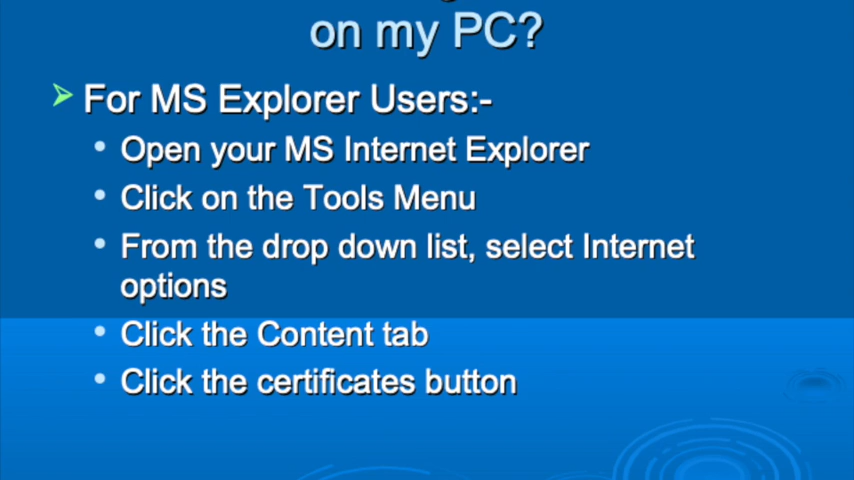 on my PC?
For MS Explorer Users:-
Open your MS Internet Explorer
Click on the Tools Menu
From the drop down list, select Internet
options
Click the Content tab
Click the certificates button